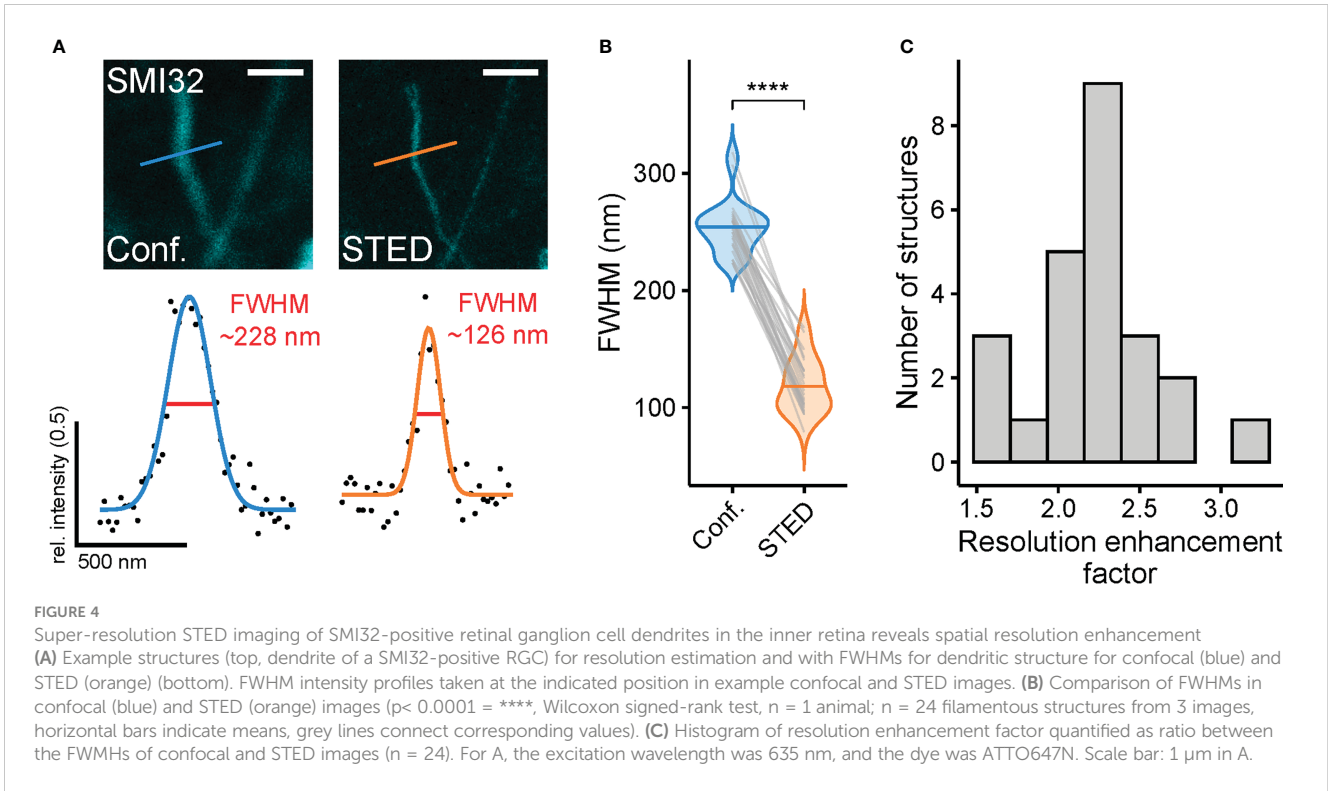 A
SMI32
Conf.
STED
FWHM
~228 nm
FWHM
~126 nm
rel. intensity (0.5)
500 nm
B
****
FWHM (nm)
300
200
100
Conf.
STED
C
Number of structures
8
6
4
2
0
1.5 2.0 2.5 3.0
Resolution enhancement
factor
FIGURE 4
Super-resolution STED imaging of SMI32-positive retinal ganglion cell dendrites in the inner retina reveals spatial resolution enhancement
(A) Example structures (top, dendrite of a SMI32-positive RGC) for resolution estimation and with FWHMs for dendritic structure for confocal (blue) and
STED (orange) (bottom). FWHM intensity profiles taken at the indicated position in example confocal and STED images. (B) Comparison of FWHMs in
confocal (blue) and STED (orange) images (p< 0.0001 = ****, Wilcoxon signed-rank test, n = 1 animal; n = 24 filamentous structures from 3 images,
horizontal bars indicate means, grey lines connect corresponding values). (C) Histogram of resolution enhancement factor quantified as ratio between
the FWMHs of confocal and STED images (n = 24). For A, the excitation wavelength was 635 nm, and the dye was ATTO647N. Scale bar: 1 µm in A.